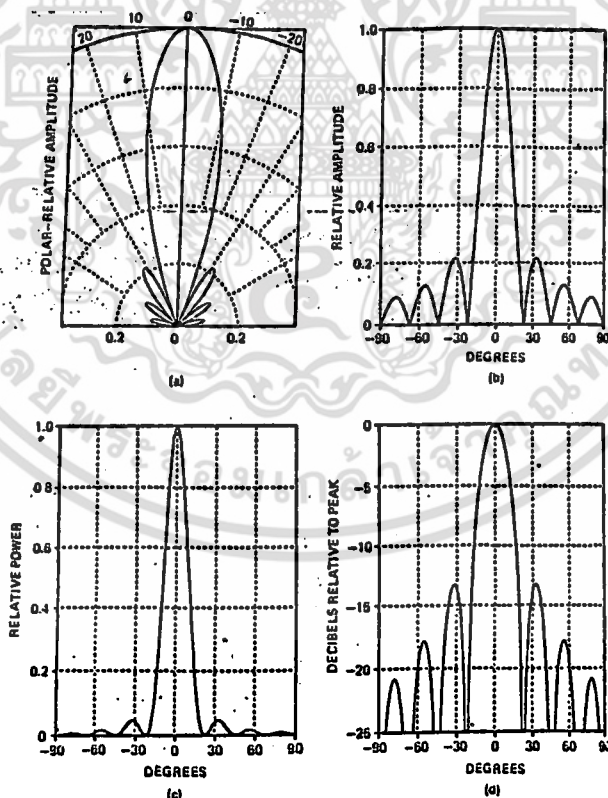 20 10 0 -10 -20
POLAR-RELATIVE AMPLITUDE
0.2 0 0.2
(a)
1.0
0.8
0.6
0.4
0.2
0
RELATIVE AMPLITUDE
-90 -60 -30 0 30 60 90
DEGREES
(b)
1.0
0.8
0.6
0.4
0.2
0
RELATIVE POWER
-90 -60 -30 0 30 60 90
DEGREES
(c)
0
-5
-10
-15
-20
-25
DECIBELS RELATIVE TO PEAK
-90 -60 -30 0 30 60 90
DEGREES
(d)